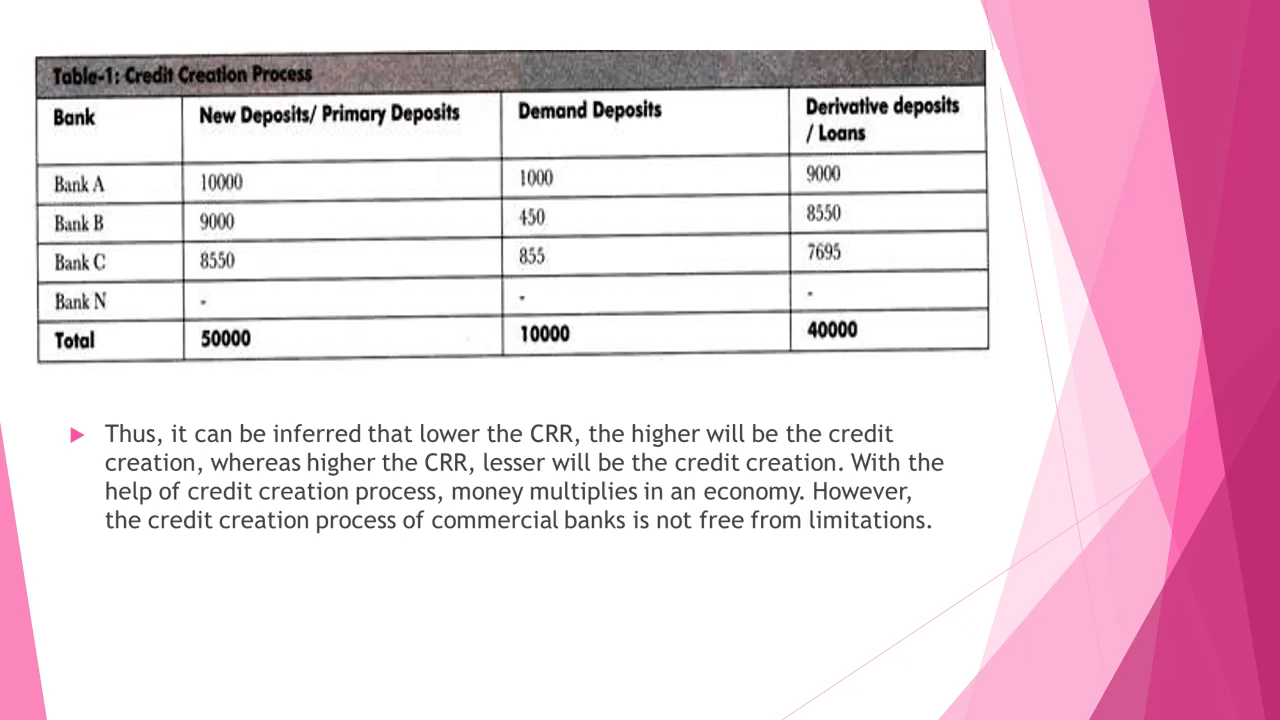 Table-1: Credit Creation Process
Bank New Deposits/ Primary Deposits Demand Deposits Derivative deposits / Loans
Bank A 10000 1000 9000
Bank B 9000 450 8550
Bank C 8550 855 7695
Bank N - - -
Total 50000 10000 40000
Thus, it can be inferred that lower the CRR, the higher will be the credit
creation, whereas higher the CRR, lesser will be the credit creation. With the
help of credit creation process, money multiplies in an economy. However,
the credit creation process of commercial banks is not free from limitations.